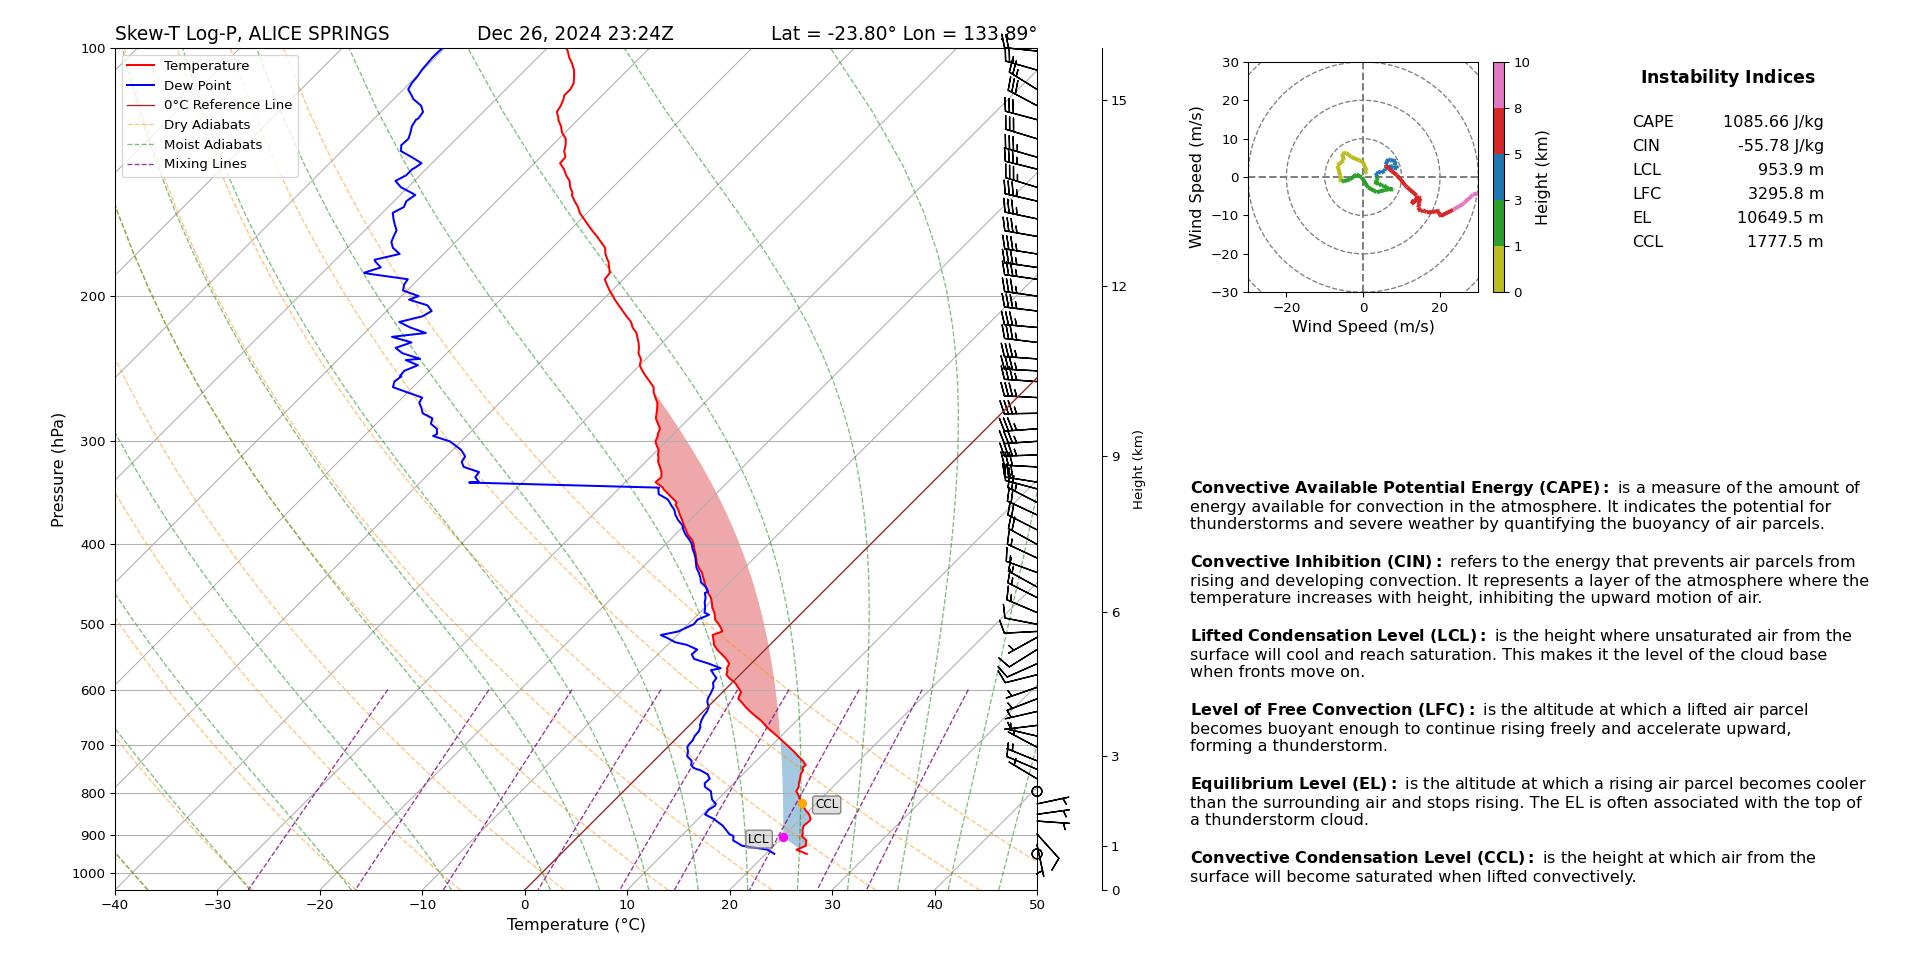 Skew-T Log-P, ALICE SPRINGS Dec 26, 2024 23:24Z Lat = -23.80° Lon = 133.89°
Temperature
Dew Point
0°C Reference Line
Dry Adiabats
Moist Adiabats
Mixing Lines
100
200
300
400
500
600
700
800
900
1000
Pressure (hPa)
LCL
CCL
−40 −30 −20 −10 0 10 20 30 40 50
Temperature (°C)
15
12
9
6
3
1
0
Height (km)
30
20
10
0
−10
−20
−30
Wind Speed (m/s)
−20 0 20
Wind Speed (m/s)
10
8
5
3
1
0
Height (km)
Instability Indices
CAPE 1085.66 J/kg
CIN -55.78 J/kg
LCL 953.9 m
LFC 3295.8 m
EL 10649.5 m
CCL 1777.5 m
Convective Available Potential Energy (CAPE): is a measure of the amount of
energy available for convection in the atmosphere. It indicates the potential for
thunderstorms and severe weather by quantifying the buoyancy of air parcels.
Convective Inhibition (CIN): refers to the energy that prevents air parcels from
rising and developing convection. It represents a layer of the atmosphere where the
temperature increases with height, inhibiting the upward motion of air.
Lifted Condensation Level (LCL): is the height where unsaturated air from the
surface will cool and reach saturation. This makes it the level of the cloud base
when fronts move on.
Level of Free Convection (LFC): is the altitude at which a lifted air parcel
becomes buoyant enough to continue rising freely and accelerate upward,
forming a thunderstorm.
Equilibrium Level (EL): is the altitude at which a rising air parcel becomes cooler
than the surrounding air and stops rising. The EL is often associated with the top of
a thunderstorm cloud.
Convective Condensation Level (CCL): is the height at which air from the
surface will become saturated when lifted convectively.